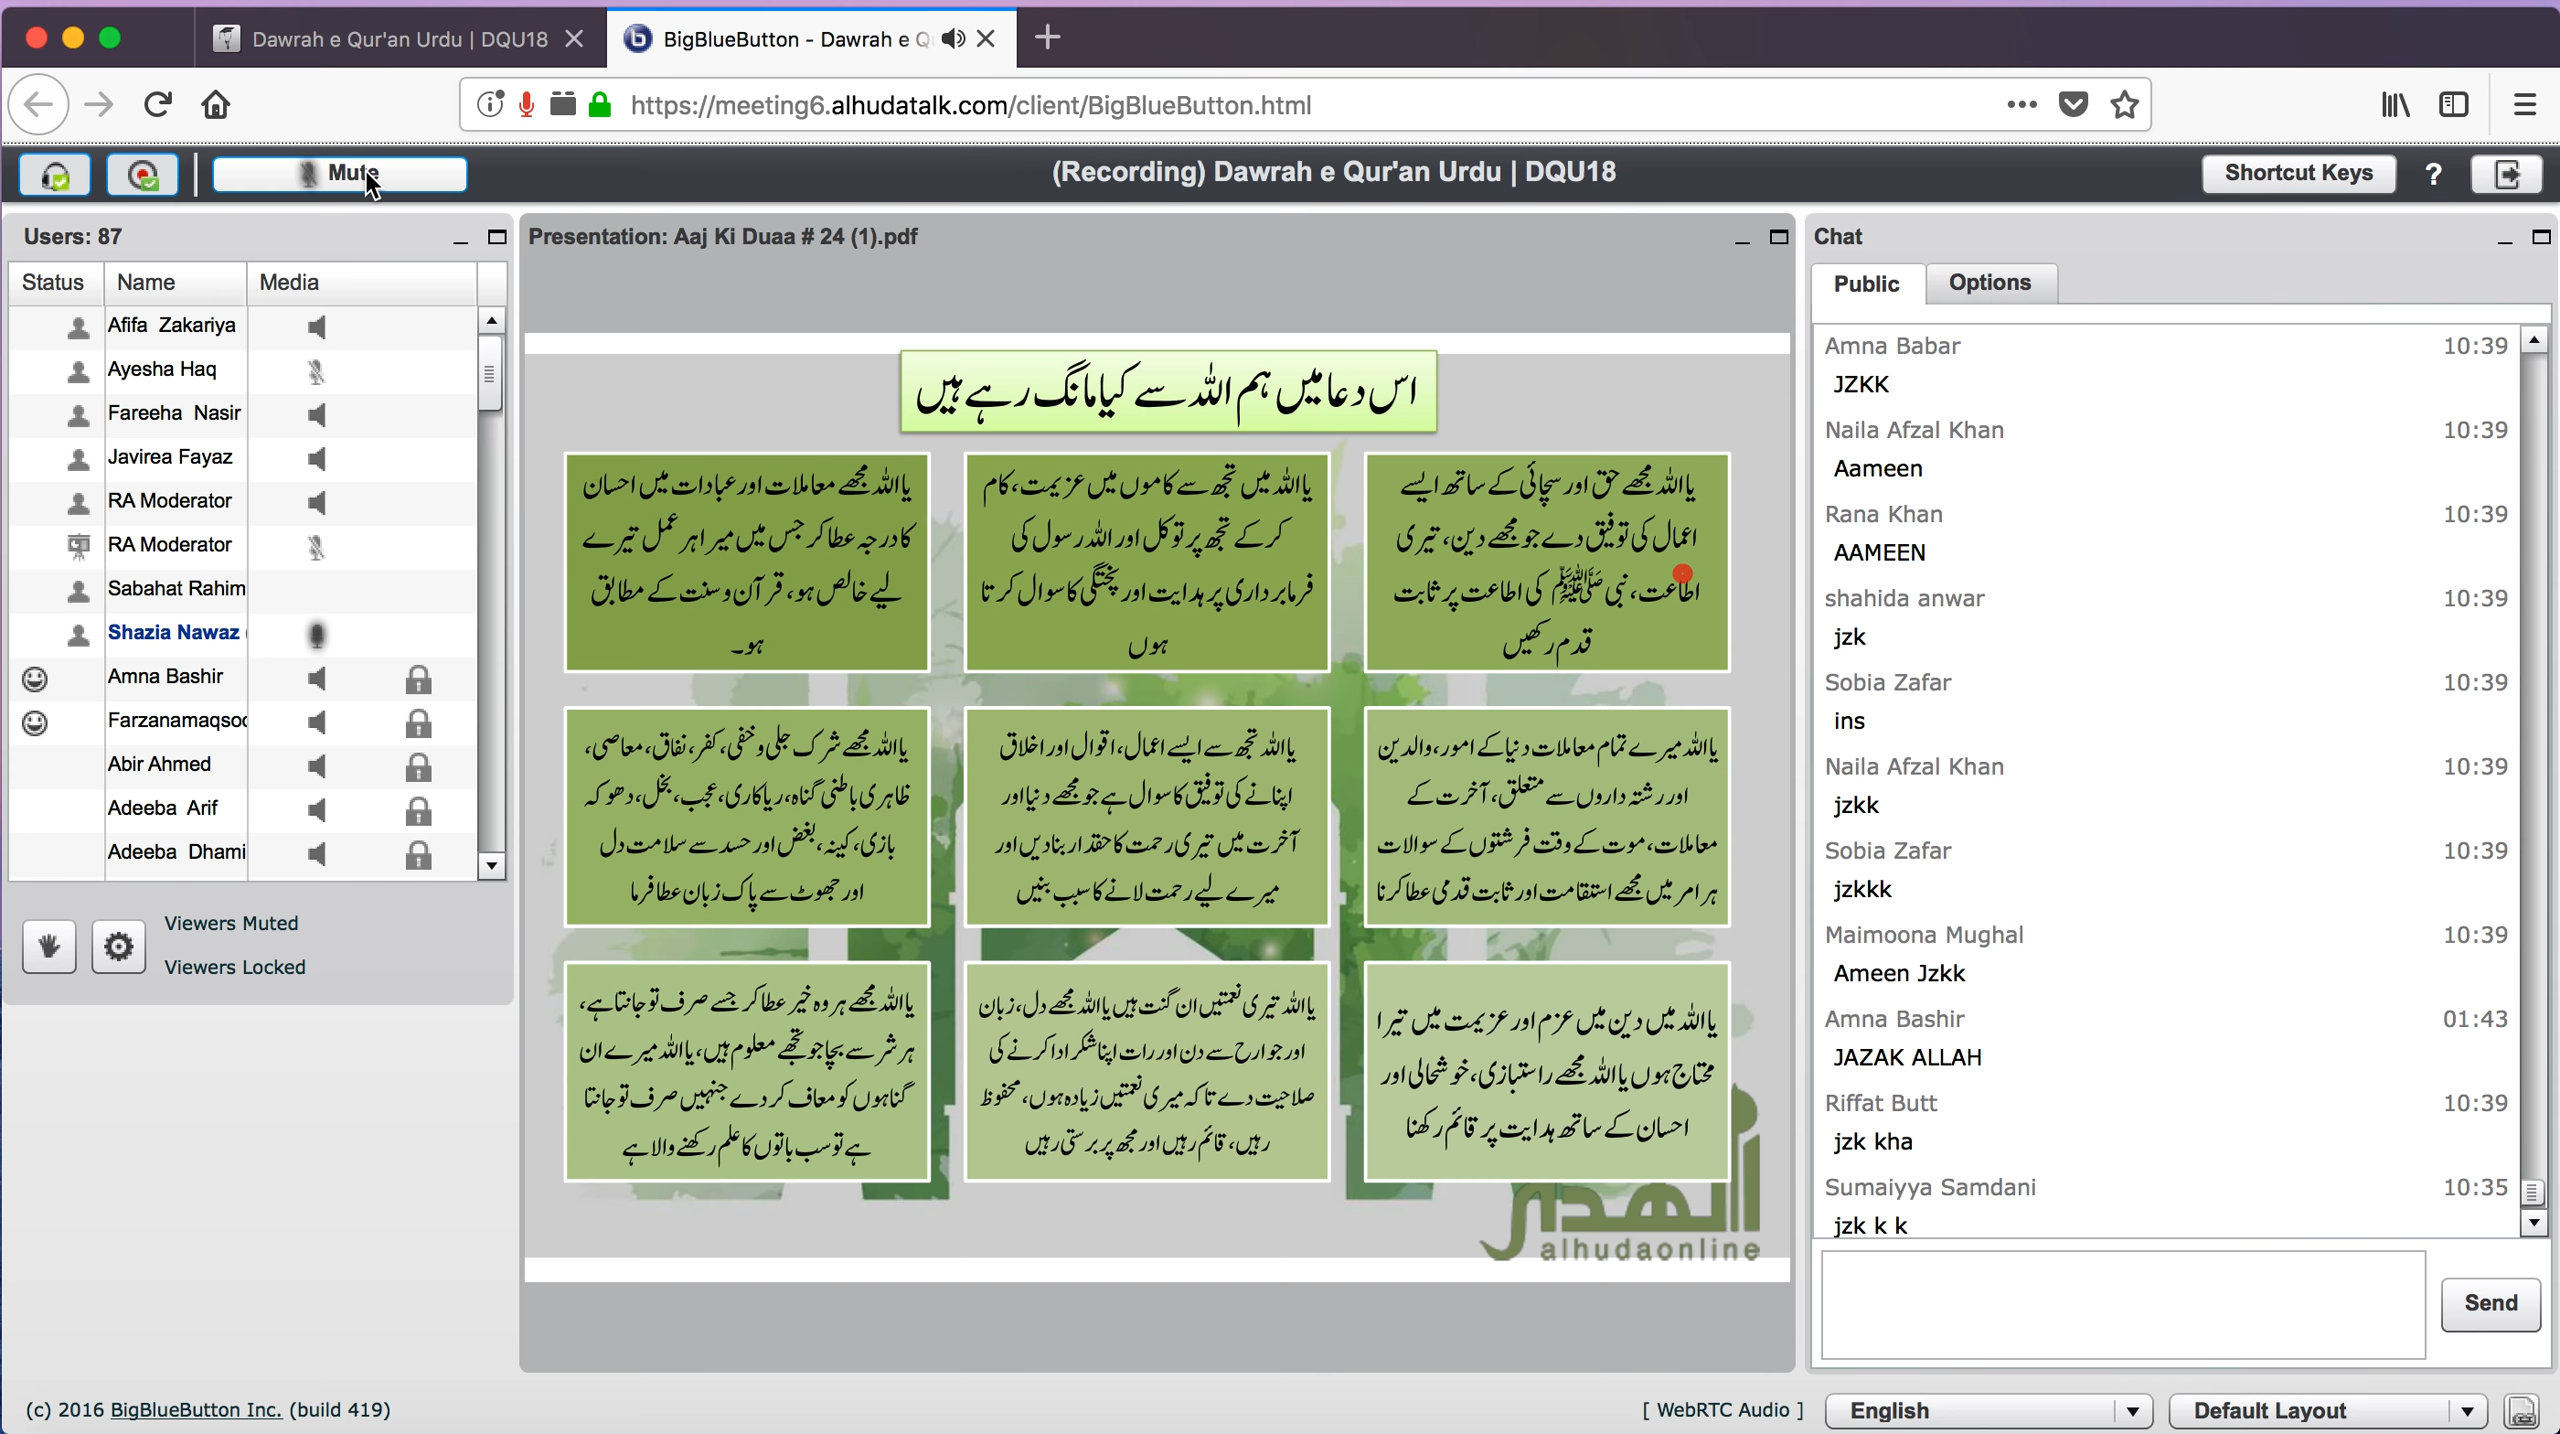 Dawrah e Qur'an Urdu | DQU18
BigBlueButton - Dawrah e Q
https://meeting6.alhudatalk.com/client/BigBlueButton.html
Mute
(Recording) Dawrah e Qur'an Urdu | DQU18
Shortcut Keys
?
Users: 87
Status Name Media
Afifa Zakariya
Ayesha Haq
Fareeha Nasir
Javirea Fayaz
RA Moderator
RA Moderator
Sabahat Rahim
Shazia Nawaz
Amna Bashir
Farzanamaqsoo
Abir Ahmed
Adeeba Arif
Adeeba Dhami
Viewers Muted
Viewers Locked
Presentation: Aaj Ki Duaa # 24 (1).pdf
اس دعا میں ہم اللہ سے کیا مانگ رہے ہیں
یا اللہ مجھے حق اور سچائی کے ساتھ ایسے
اعمال کی توفیق دے جو مجھے دین، تیری
اطاعت، نبی ﷺ کی اطاعت پر ثابت
قدم رکھیں
یا اللہ میں تجھ سے کاموں میں عزیمت، کام
کر کے تجھ پر توکل اور اللہ رسول کی
فرمابرداری پر ہدایت اور پختگی کا سوال کرتا
ہوں
یا اللہ مجھے معاملات اور عبادات میں احسان
کا درجہ عطا کر جس میں میرا ہر عمل تیرے
لیے خالص ہو، قرآن و سنت کے مطابق
ہو۔
یا اللہ میرے تمام معاملات دنیا کے امور، والدین
اور رشتہ داروں سے متعلق، آخرت کے
معاملات، موت کے وقت فرشتوں کے سوالات
ہر امر میں مجھے استقامت اور ثابت قدمی عطا کرنا
یا اللہ تجھ سے ایسے اعمال، اقوال اور اخلاق
اپنانے کی توفیق کا سوال ہے جو مجھے دنیا اور
آخرت میں تیری رحمت کا حقدار بنا دیں اور
میرے لیے رحمت لانے کا سبب بنیں
یا اللہ مجھے شرک جلی و خفی، کفر، نفاق، معاصی،
ظاہری باطنی گناہ، ریاکاری، عجب، بخل، دھوکہ
بازی، کینہ، بغض اور حسد سے سلامت دل
اور جھوٹ سے پاک زبان عطا فرما
یا اللہ میں دین میں عزم اور عزیمت میں تیرا
محتاج ہوں یا اللہ مجھے راستبازی، خوشحالی اور
احسان کے ساتھ ہدایت پر قائم رکھنا
یا اللہ تیری نعمتیں ان گنت ہیں یا اللہ مجھے دل، زبان
اور جوارح سے دن اور رات اپنا شکر ادا کرنے کی
صلاحیت دے تا کہ میری نعمتیں زیادہ ہوں، محفوظ
رہیں، قائم رہیں اور مجھ پر برستی رہیں
یا اللہ مجھے ہر وہ خیر عطا کر جسے صرف تو جانتا ہے،
ہر شر سے بچا جو تجھے معلوم ہیں، یا اللہ میرے ان
گناہوں کو معاف کر دے جنہیں صرف تو جانتا
ہے تو سب باتوں کا علم رکھنے والا ہے
الهدى
alhudaonline
Chat
Public Options
Amna Babar 10:39
JZKK
Naila Afzal Khan 10:39
Aameen
Rana Khan 10:39
AAMEEN
shahida anwar 10:39
jzk
Sobia Zafar 10:39
ins
Naila Afzal Khan 10:39
jzkk
Sobia Zafar 10:39
jzkkk
Maimoona Mughal 10:39
Ameen Jzkk
Amna Bashir 01:43
JAZAK ALLAH
Riffat Butt 10:39
jzk kha
Sumaiyya Samdani 10:35
jzk k k
Send
(c) 2016 BigBlueButton Inc. (build 419)
[ WebRTC Audio ]
English
Default Layout